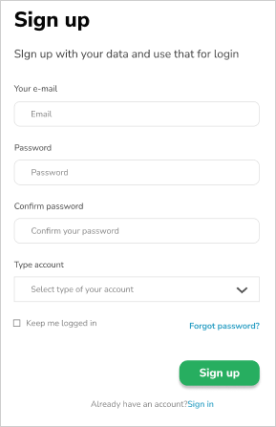 Sign up
SIgn up with your data and use that for login
Your e-mail
Email
Password
Password
Confirm password
Confirm your password
Type account
Select type of your account
Keep me logged in
Forgot password?
Sign up
Already have an account?Sign in